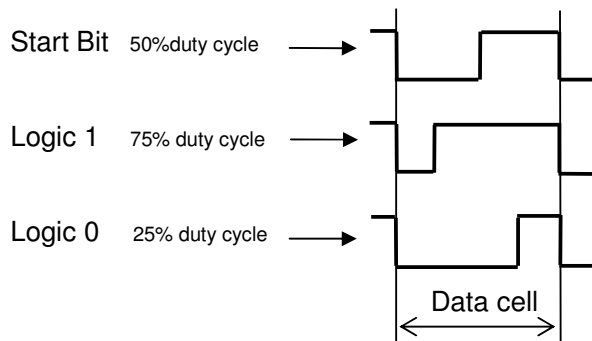 Start Bit 50%duty cycle
Logic 1 75% duty cycle
Logic 0 25% duty cycle
Data cell